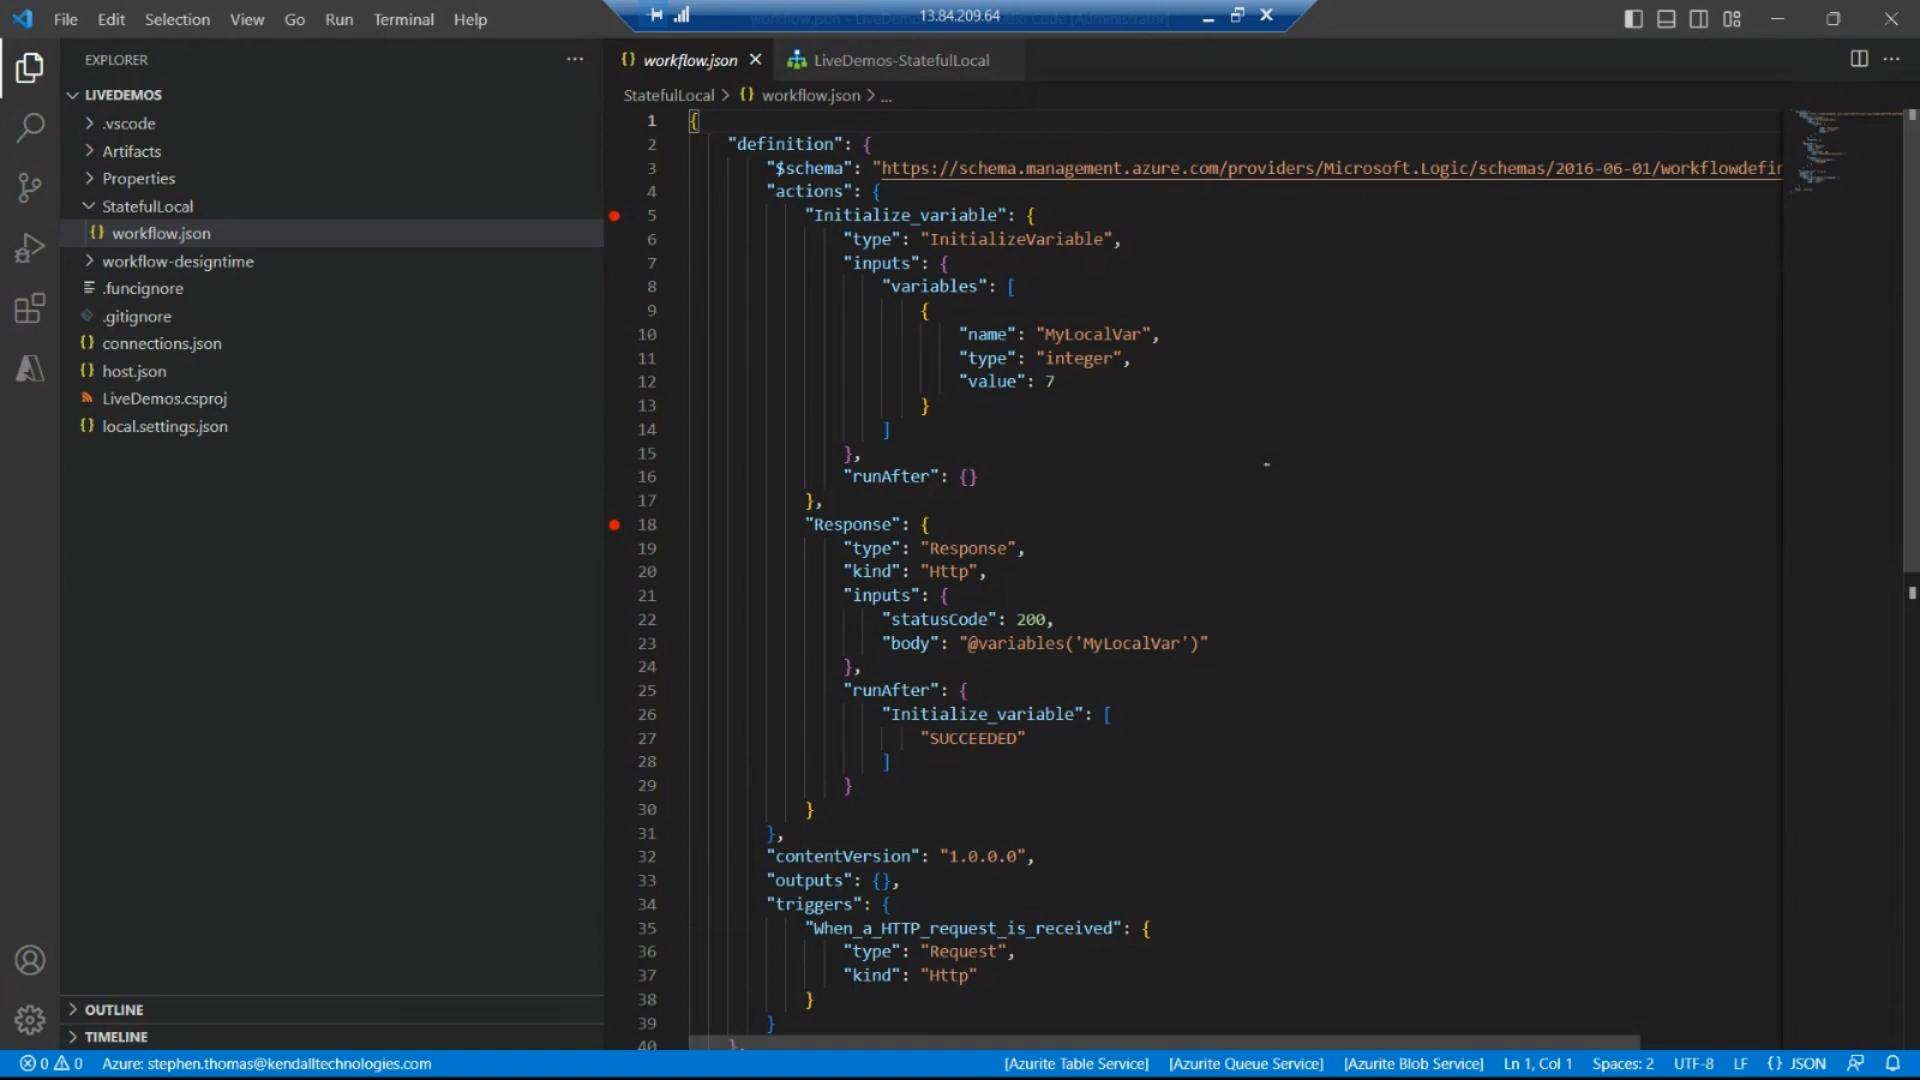 File Edit Selection View Go Run Terminal Help
13.84.209.64
EXPLORER
LIVEDEMOS
.vscode
Artifacts
Properties
StatefulLocal
workflow.json
workflow-designtime
.funcignore
.gitignore
connections.json
host.json
LiveDemos.csproj
local.settings.json
OUTLINE
TIMELINE
workflow.json LiveDemos-StatefulLocal
StatefulLocal > {} workflow.json > ...
1 {
2 "definition": {
3 "$schema": "https://schema.management.azure.com/providers/Microsoft.Logic/schemas/2016-06-01/workflowdefin
4 "actions": {
5 "Initialize_variable": {
6 "type": "InitializeVariable",
7 "inputs": {
8 "variables": [
9 {
10 "name": "MyLocalVar",
11 "type": "integer",
12 "value": 7
13 }
14 ]
15 },
16 "runAfter": {}
17 },
18 "Response": {
19 "type": "Response",
20 "kind": "Http",
21 "inputs": {
22 "statusCode": 200,
23 "body": "@variables('MyLocalVar')"
24 },
25 "runAfter": {
26 "Initialize_variable": [
27 "SUCCEEDED"
28 ]
29 }
30 }
31 },
32 "contentVersion": "1.0.0.0",
33 "outputs": {},
34 "triggers": {
35 "When_a_HTTP_request_is_received": {
36 "type": "Request",
37 "kind": "Http"
38 }
39 }
40 },
0 0 Azure: stephen.thomas@kendalltechnologies.com [Azurite Table Service] [Azurite Queue Service] [Azurite Blob Service] Ln 1, Col 1 Spaces: 2 UTF-8 LF {} JSON